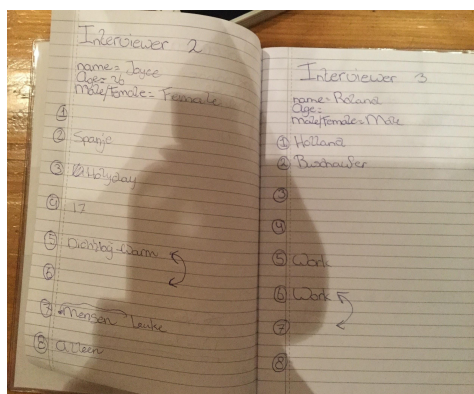 Interviewer 2
name = Joyce
Age = 26
Male/Female = Female
①
② Spanje
③ Holyday
④ 17
⑤ Dichtbij-warm
⑥
⑦ mensen leuke
⑧ alleen
Interviewer 3
name = Roland
Age =
male/Female = Male
① Holland
② Buschauffer
③
④
⑤ Work
⑥ Work
⑦
⑧